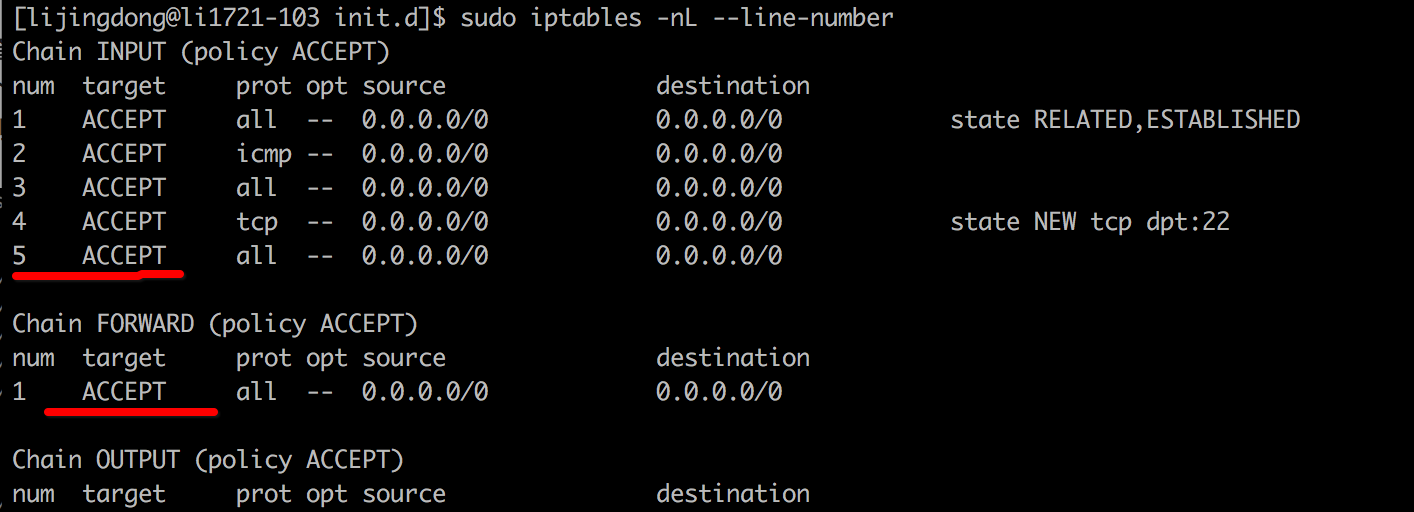 [lijingdong@li1721-103 init.d]$ sudo iptables -nL --line-number
Chain INPUT (policy ACCEPT)
num  target     prot opt source               destination
1    ACCEPT     all  --  0.0.0.0/0            0.0.0.0/0            state RELATED,ESTABLISHED
2    ACCEPT     icmp --  0.0.0.0/0            0.0.0.0/0
3    ACCEPT     all  --  0.0.0.0/0            0.0.0.0/0
4    ACCEPT     tcp  --  0.0.0.0/0            0.0.0.0/0            state NEW tcp dpt:22
5    ACCEPT     all  --  0.0.0.0/0            0.0.0.0/0
Chain FORWARD (policy ACCEPT)
num  target     prot opt source               destination
1    ACCEPT     all  --  0.0.0.0/0            0.0.0.0/0
Chain OUTPUT (policy ACCEPT)
num  target     prot opt source               destination